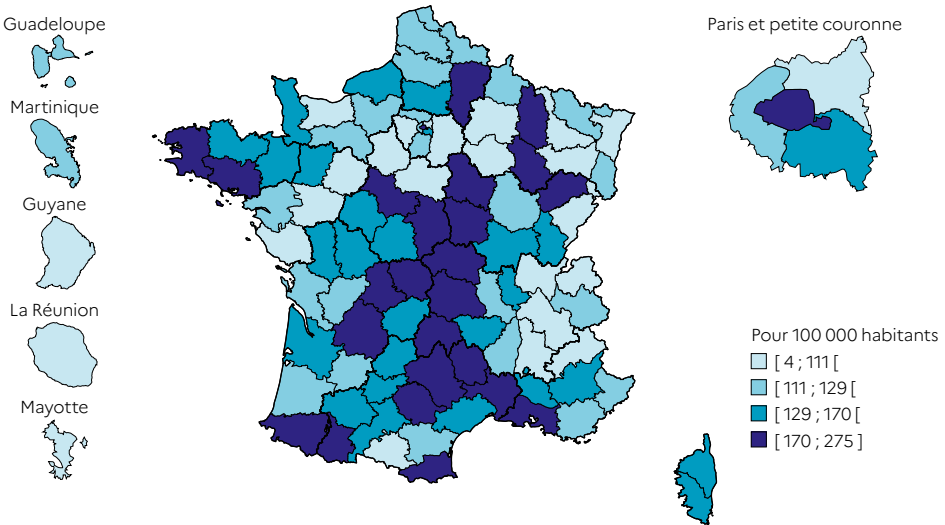 Guadeloupe
Martinique
Guyane
La Réunion
Mayotte
Paris et petite couronne
Pour 100 000 habitants
[ 4 ; 111 [
[ 111 ; 129 [
[ 129 ; 170 [
[ 170 ; 275 ]